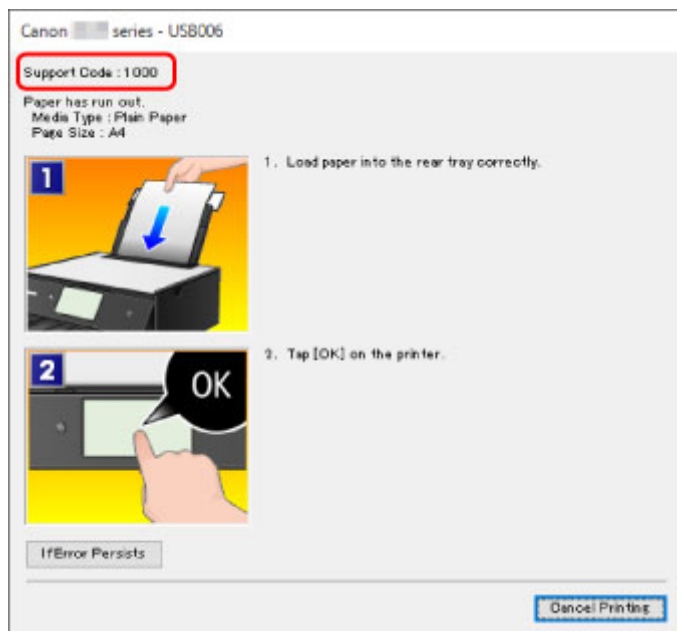 Canon series - USB006
Support Code : 1000
Paper has run out.
Media Type : Plain Paper
Page Size : A4
1
1. Load paper into the rear tray correctly.
2
OK
2. Tap [OK] on the printer.
If Error Persists
Cancel Printing